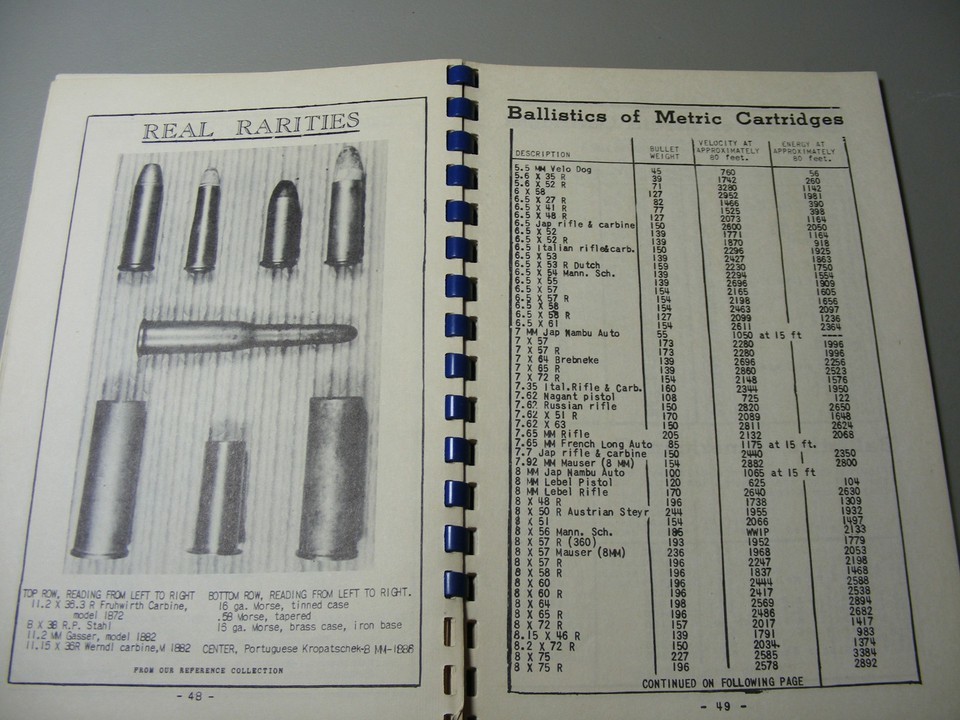 REAL RARITIES
TOP ROW, READING FROM LEFT TO RIGHT
11.2 X 36.3 R Fruhwirth Carbine,
model 1872
8 X 36 R.P. Stahl
11.2 MM Gasser, model 1882
11.15 X 36R Werndl carbine,M 1882
BOTTOM ROW, READING FROM LEFT TO RIGHT.
16 ga. Morse, tinned case
.58 Morse, tapered
16 ga. Morse, brass case, iron base
CENTER, Portuguese Kropatschek-8 MM-1886
FROM OUR REFERENCE COLLECTION
- 48 -
Ballistics of Metric Cartridges
DESCRIPTION BULLET WEIGHT VELOCITY AT APPROXIMATELY 80 feet. ENERGY AT APPROXIMATELY 80 feet.
5.5 MM Velo Dog 45 760 56
5.6 X 35 R 39 1742 260
5.6 X 52 R 71 3280 1142
6 X 58 127 2952 1981
6.5 X 27 R 82 1466 390
6.5 X 41 R 77 1525 398
6.5 X 48 R 127 2073 1164
6.5 Jap rifle & carbine 150 2600 2050
6.5 X 52 139 1771 1164
6.5 X 52 R 139 1870 918
6.5 Italian rifle&carb. 150 2296 1925
6.5 X 53 139 2427 1863
6.5 X 53 R Dutch 159 2230 1750
6.5 X 54 Mann. Sch. 139 2294 1554
6.5 X 55 139 2696 1909
6.5 X 57 154 2165 1605
6.5 X 57 R 154 2198 1656
6.5 X 58 154 2463 2097
6.5 X 58 R 127 2099 1236
6.5 X 61 154 2611 2364
7 MM Jap Nambu Auto 55 1050 at 15 ft ----
7 X 57 173 2280 1996
7 X 57 R 173 2280 1996
7 X 64 Brebneke 139 2696 2256
7 X 65 R 139 2860 2523
7 X 72 R 154 2148 1576
7.35 Ital.Rifle & Carb. 160 2344 1950
7.62 Nagant pistol 108 725 122
7.62 Russian rifle 150 2820 2650
7.62 X 51 R 170 2089 1648
7.62 X 63 150 2811 2624
7.65 MM Rifle 205 2132 2068
7.65 MM French Long Auto 85 1175 at 15 ft.
7.7 Jap rifle & carbine 150 2440 2350
7.92 MM Mauser (8 MM) 154 2882 2800
8 MM Jap Nambu Auto 100 1065 at 15 ft
8 MM Lebel Pistol 120 625 104
8 MM Lebel Rifle 170 2640 2630
8 X 48 R 196 1738 1309
8 X 50 R Austrian Steyr 244 1955 1932
8 X 51 154 2066 1497
8 X 56 Mann. Sch. 186 WWIP 2133
8 X 57 R (360) 193 1952 1779
8 X 57 Mauser (8MM) 236 1968 2053
8 X 57 R 196 2247 2198
8 X 58 R 196 1837 1468
8 X 60 196 2444 2588
8 X 60 R 196 2417 2538
8 X 64 198 2569 2894
8 X 65 R 196 2486 2682
8 X 72 R 157 2017 1417
8.15 X 46 R 139 1791 983
8.2 X 72 R 150 2034. 1374
8 X 75 227 2585 3384
8 X 75 R 196 2578 2892
CONTINUED ON FOLLOWING PAGE
- 49 -